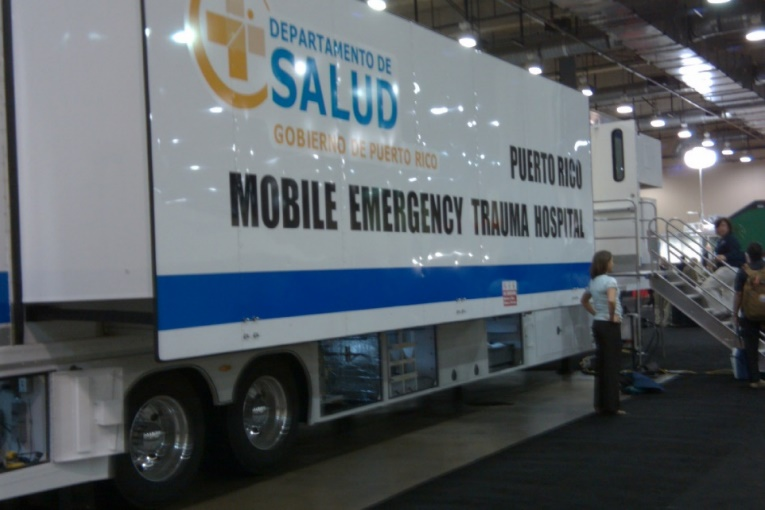 DEPARTAMENTO DE
SALUD
GOBIERNO DE PUERTO RICO
PUERTO RICO
MOBILE EMERGENCY TRAUMA HOSPITAL